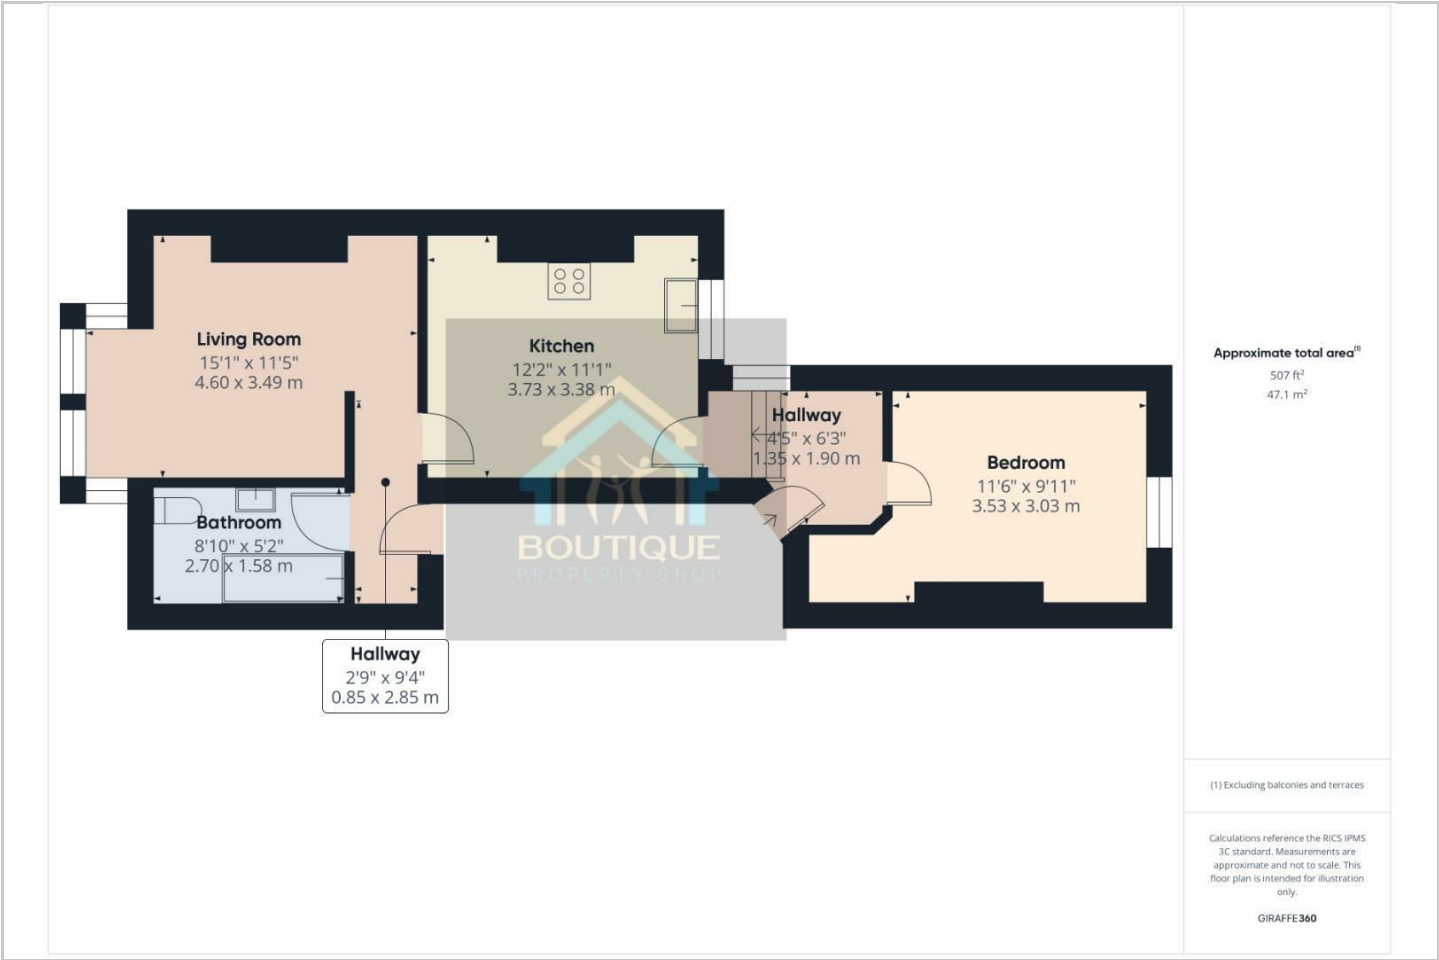 Living Room
15'1" x 11'5"
4.60 x 3.49 m
Kitchen
12'2" x 11'1"
3.73 x 3.38 m
Hallway
4'5" x 6'3"
1.35 x 1.90 m
Bedroom
11'6" x 9'11"
3.53 x 3.03 m
Bathroom
8'10" x 5'2"
2.70 x 1.58 m
BOUTIQUE
PROPERTY SHOP
Hallway
2'9" x 9'4"
0.85 x 2.85 m
Approximate total area(1)
507 ft²
47.1 m²
(1) Excluding balconies and terraces
Calculations reference the RICS IPMS
3C standard. Measurements are
approximate and not to scale. This
floor plan is intended for illustration
only.
GIRAFFE360